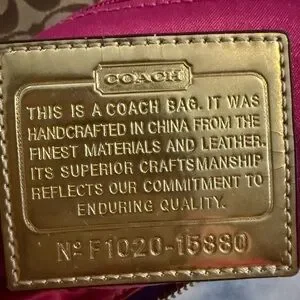 COACH
THIS IS A COACH BAG. IT WAS
HANDCRAFTED IN CHINA FROM THE
FINEST MATERIALS AND LEATHER.
ITS SUPERIOR CRAFTSMANSHIP
REFLECTS OUR COMMITMENT TO
ENDURING QUALITY.
Nº F1020-15880